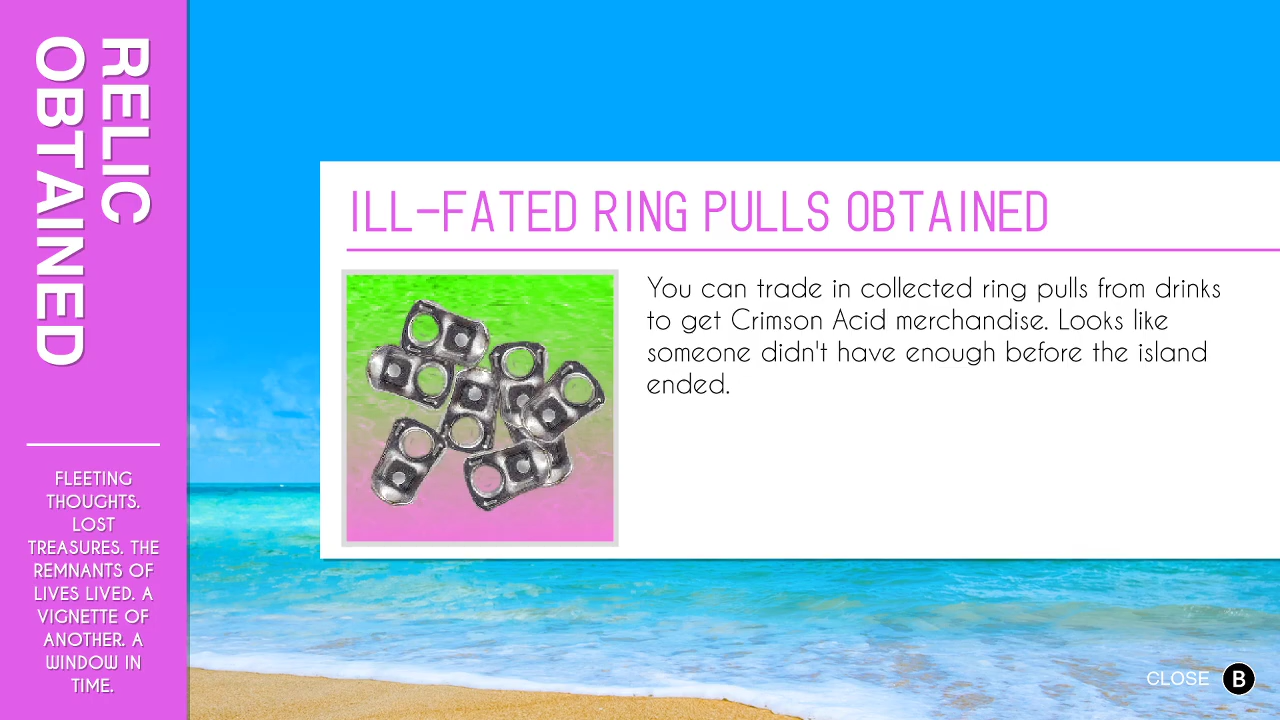 RELIC
OBTAINED
FLEETING
THOUGHTS.
LOST
TREASURES. THE
REMNANTS OF
LIVES LIVED. A
VIGNETTE OF
ANOTHER. A
WINDOW IN
TIME.
ILL-FATED RING PULLS OBTAINED
You can trade in collected ring pulls from drinks
to get Crimson Acid merchandise. Looks like
someone didn't have enough before the island
ended.
CLOSE B